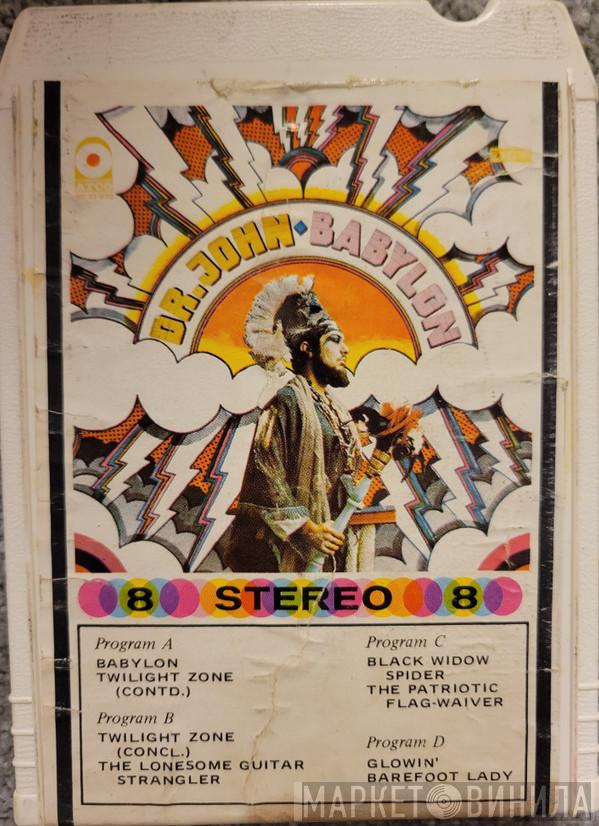 ATCO
DR. JOHN · BABYLON
8 STEREO 8
Program A
BABYLON
TWILIGHT ZONE
(CONTD.)
Program B
TWILIGHT ZONE
(CONCL.)
THE LONESOME GUITAR
STRANGLER
Program C
BLACK WIDOW
SPIDER
THE PATRIOTIC
FLAG-WAIVER
Program D
GLOWIN'
BAREFOOT LADY
МАРКЕТ ВИНИЛА